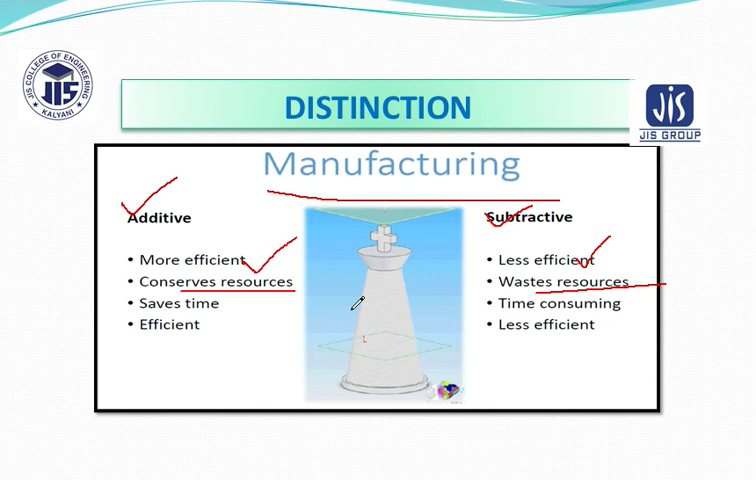 JIS COLLEGE OF ENGINEERING
JIS
KALYANI
DISTINCTION
JIS
JIS GROUP
Manufacturing
Additive
• More efficient
• Conserves resources
• Saves time
• Efficient
Subtractive
• Less efficient
• Wastes resources
• Time consuming
• Less efficient